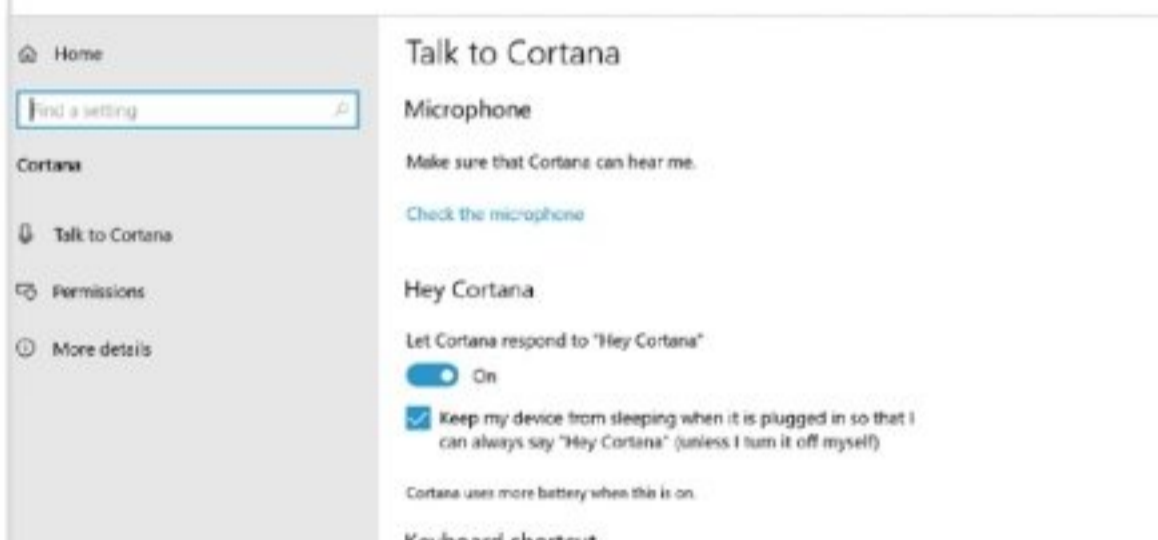 Home
Find a setting
Cortana
Talk to Cortana
Permissions
More details
Talk to Cortana
Microphone
Make sure that Cortana can hear me.
Check the microphone
Hey Cortana
Let Cortana respond to "Hey Cortana"
On
Keep my device from sleeping when it is plugged in so that I
can always say "Hey Cortana" (unless I turn it off myself)
Cortana uses more battery when this is on.
Keyboard shortcut